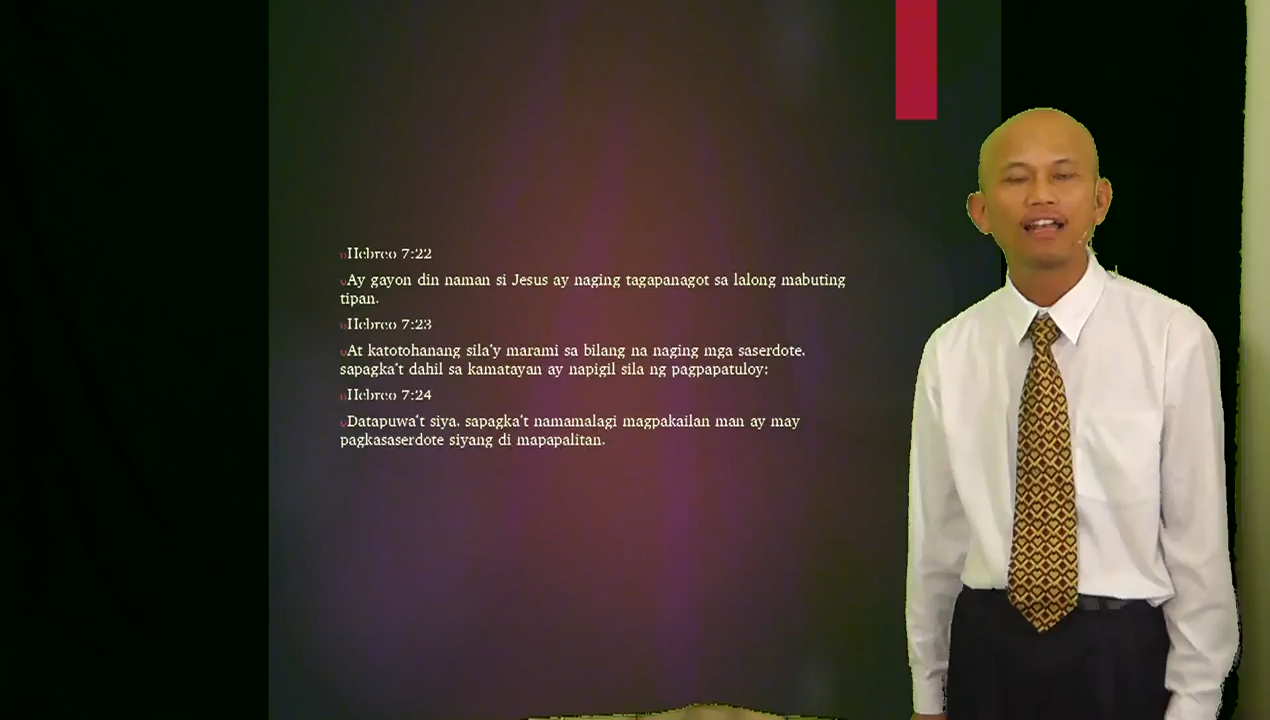 Hebreo 7:22
Ay gayon din naman si Jesus ay naging tagapanagot sa lalong mabuting
tipan.
Hebreo 7:23
At katotohanang sila'y marami sa bilang na naging mga saserdote,
sapagka't dahil sa kamatayan ay napigil sila ng pagpapatuloy:
Hebreo 7:24
Datapuwa't siya, sapagka't namamalagi magpakailan man ay may
pagkasaserdote siyang di mapapalitan.